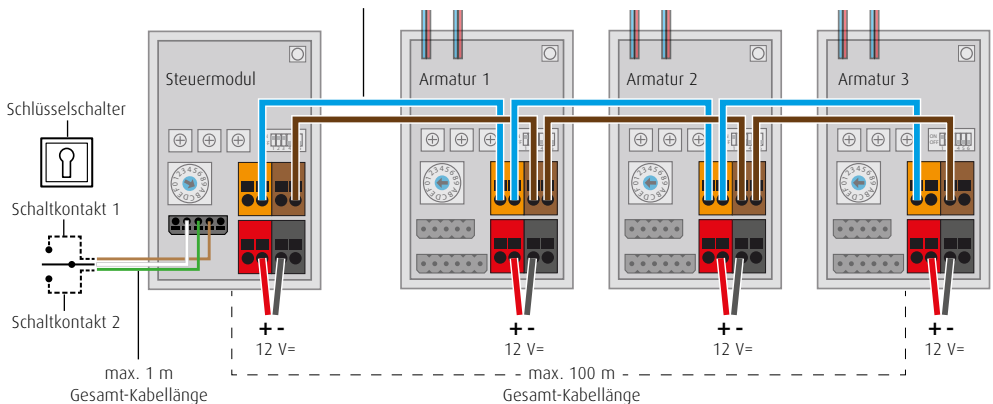 Steuermodul
Armatur 1
Armatur 2
Armatur 3
Schlüsselschalter
Schaltkontakt 1
Schaltkontakt 2
+ -
12 V=
+ -
12 V=
+ -
12 V=
+ -
12 V=
max. 1 m
Gesamt-Kabellänge
max. 100 m
Gesamt-Kabellänge